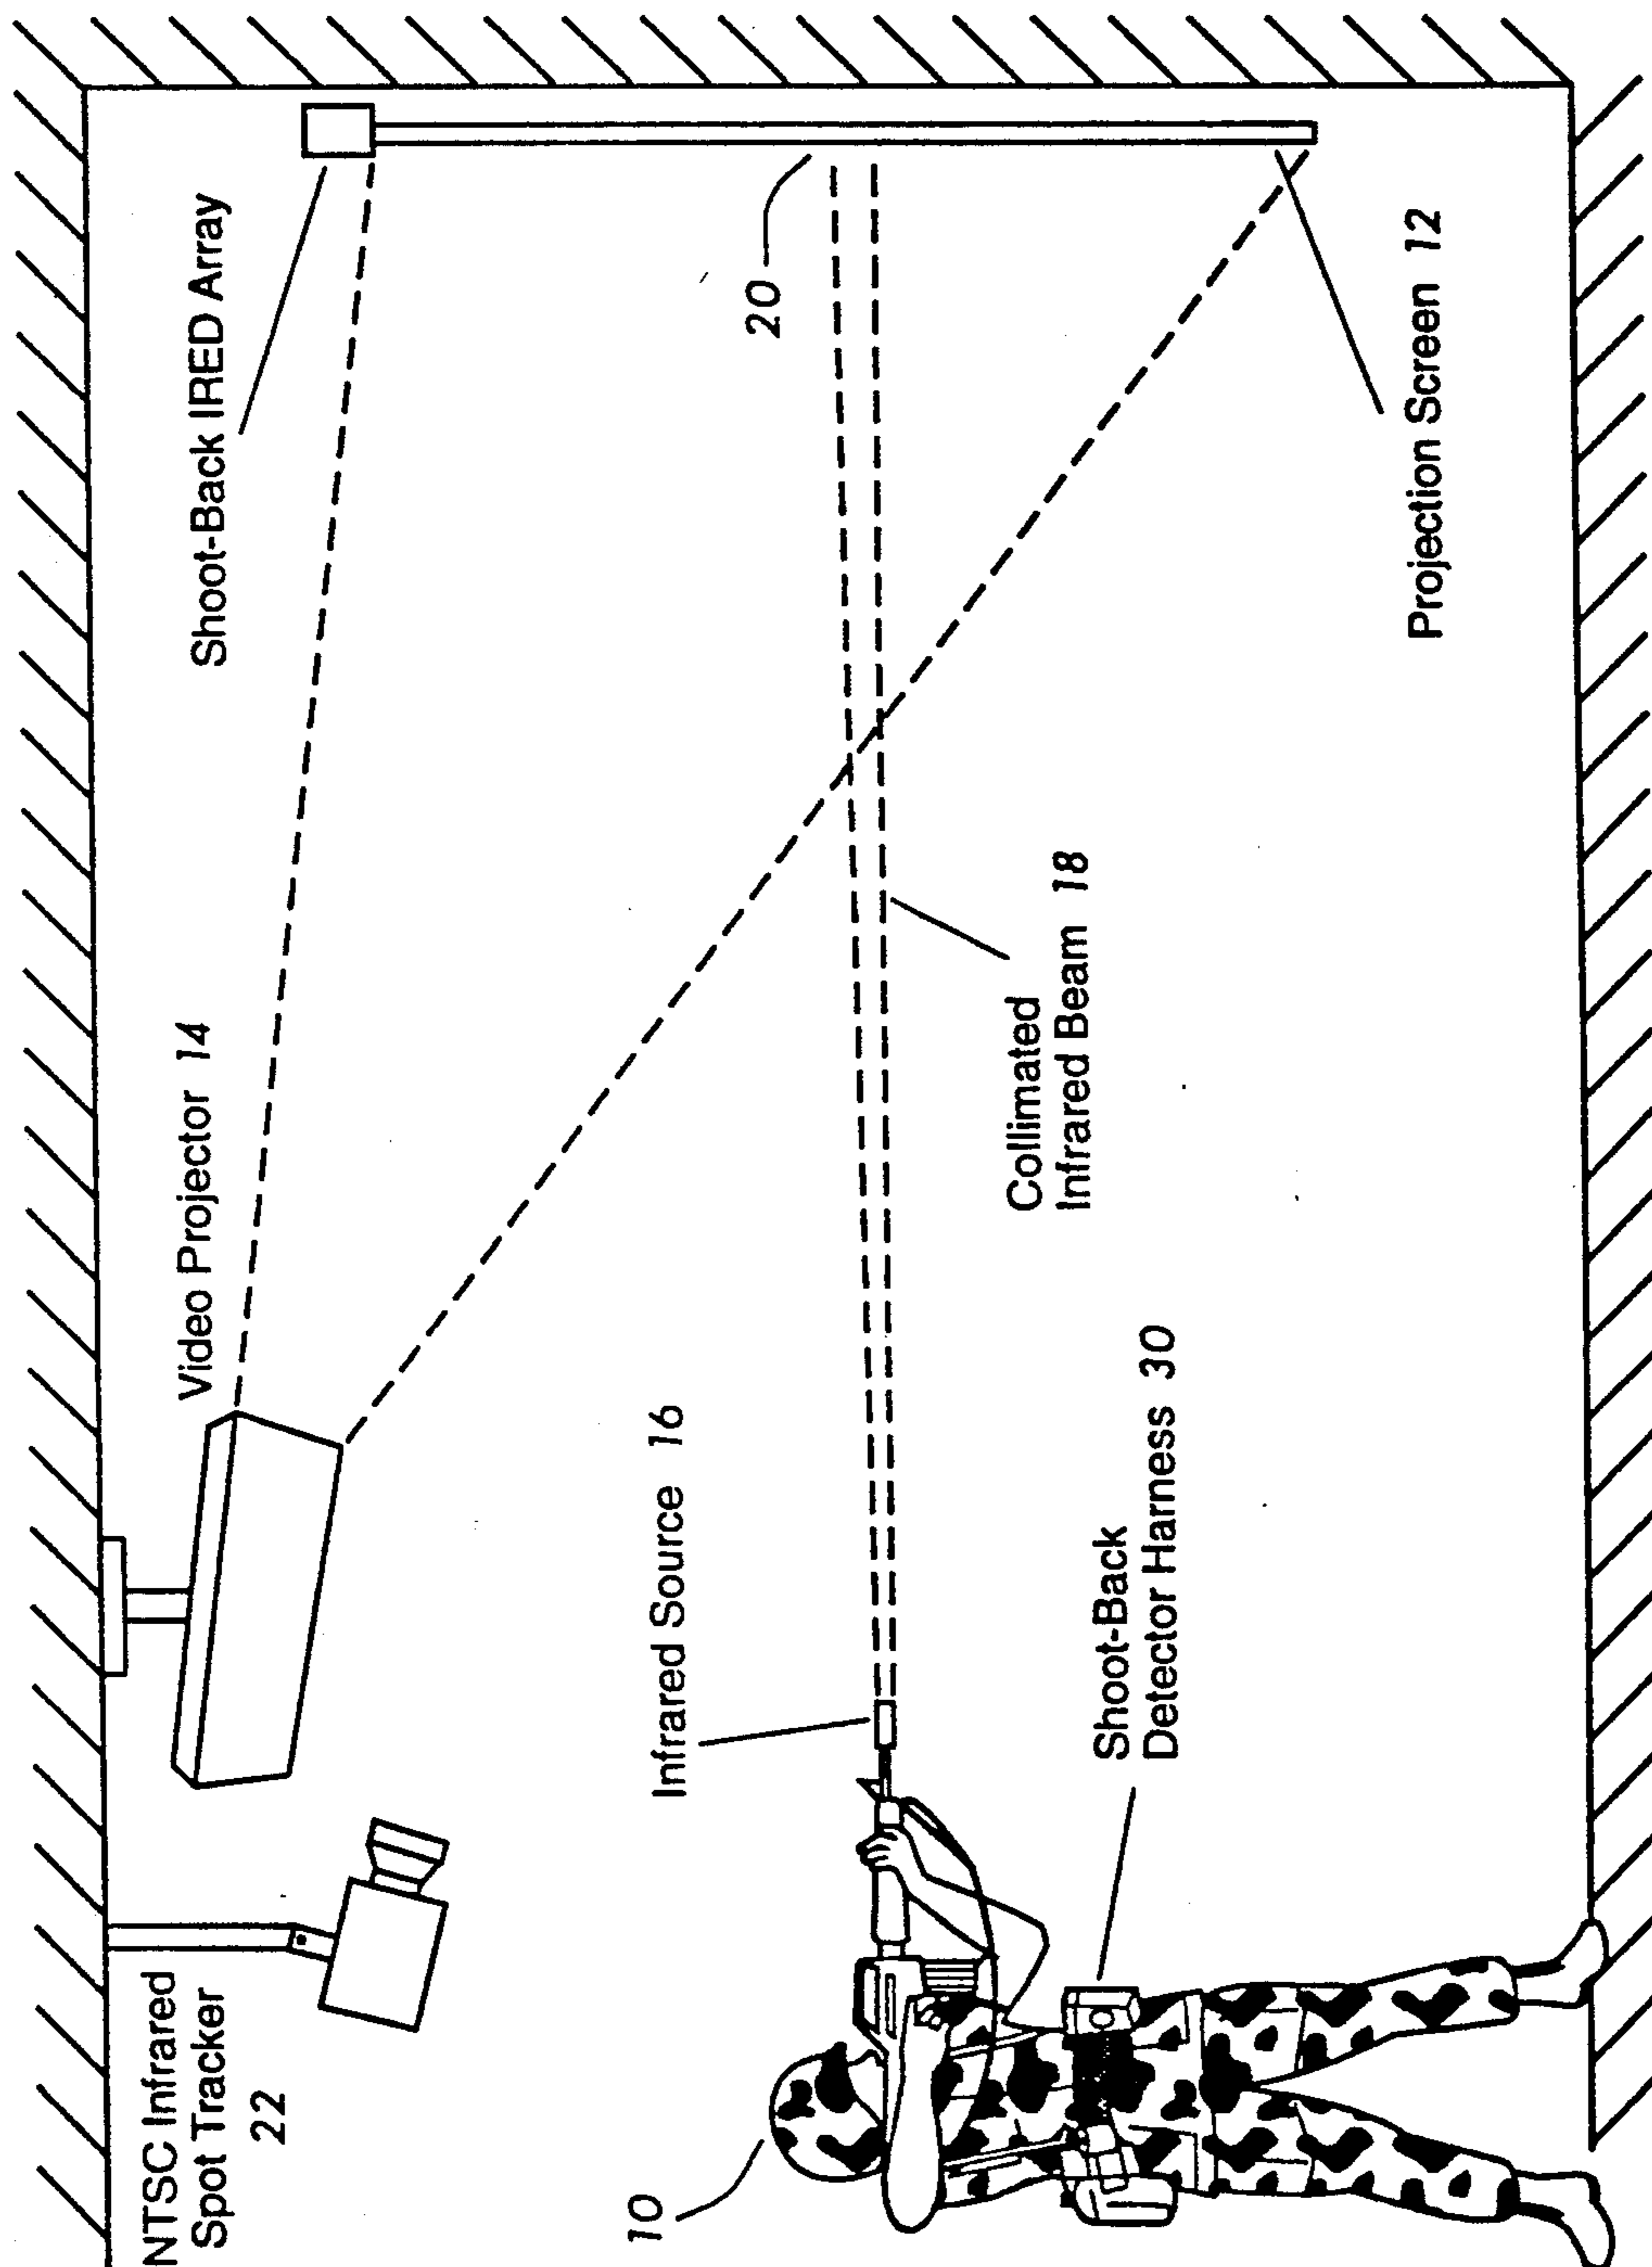 NTSC Infrared
Spot Tracker
22
Video Projector 14
Shoot-Back IRED Array
10
Infrared Source 16
20
Shoot-Back
Detector Harness 30
Collimated
Infrared Beam 18
Projection Screen 12